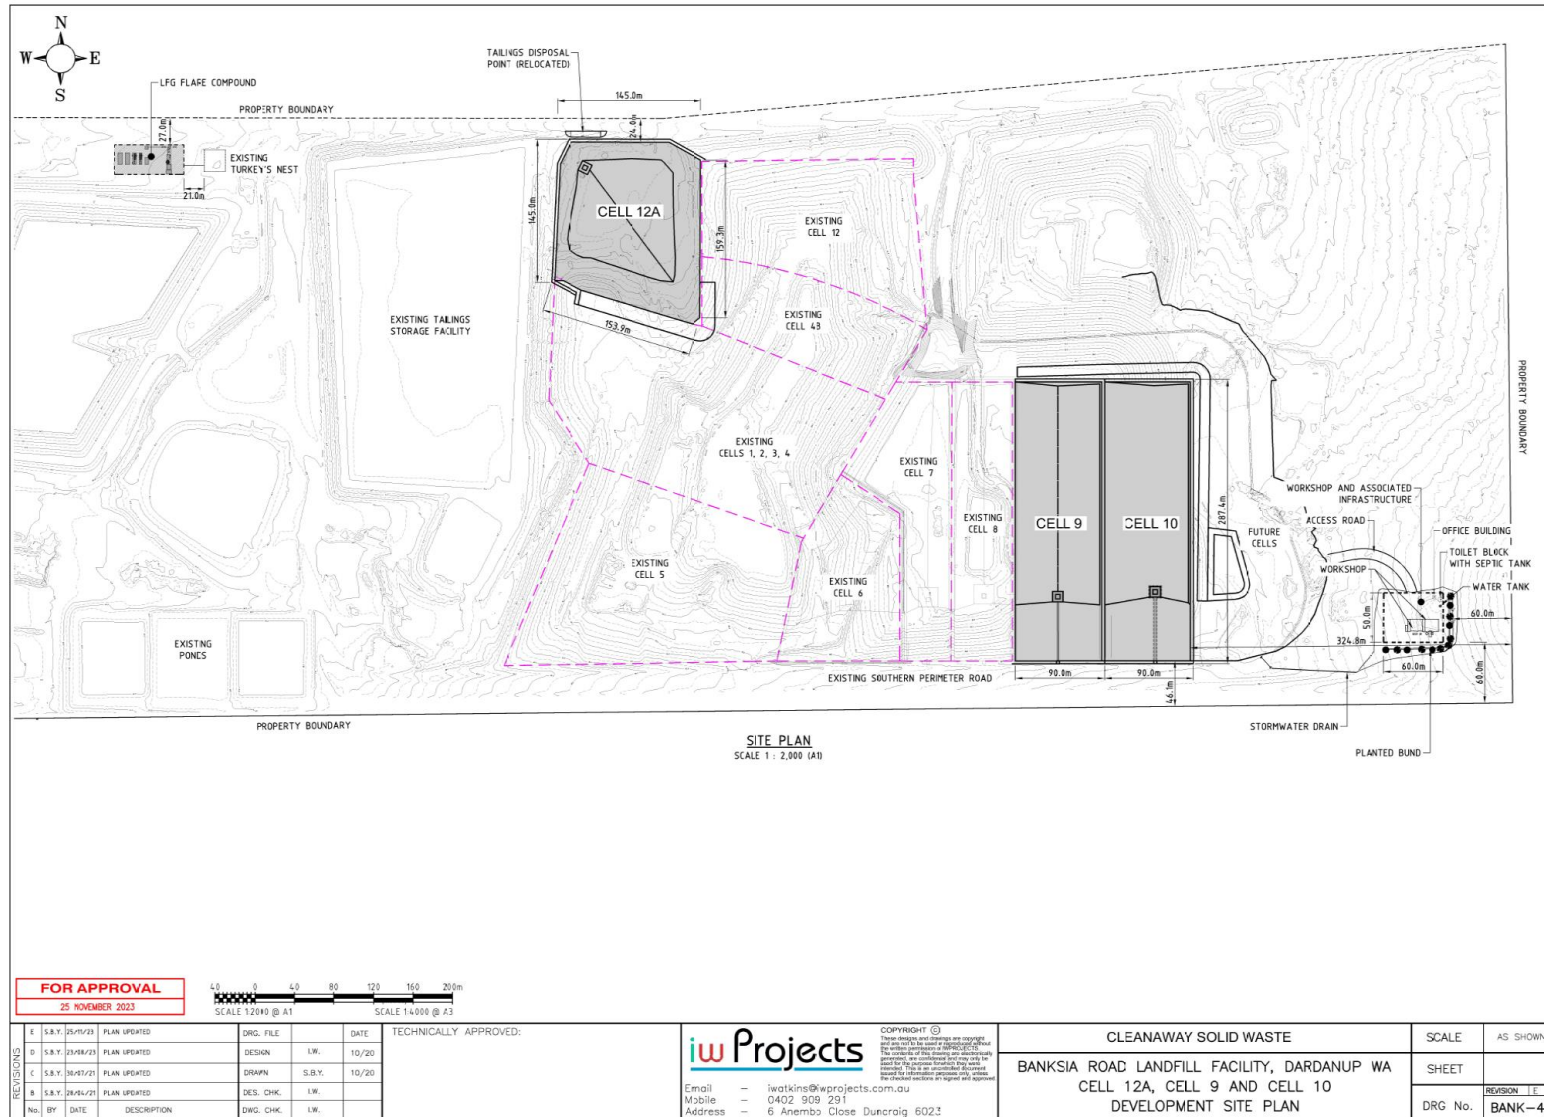 N
W
E
S
LFG FLARE COMPOUND
PROPERTY BOUNDARY
27.0m
EXISTING
TURKEY'S NEST
21.0m
TAILINGS DISPOSAL
POINT (RELOCATED)
145.0m
24.0m
145.0m
CELL 12A
159.3m
153.9m
EXISTING
CELL 12
EXISTING
CELL 4B
EXISTING TAILINGS
STORAGE FACILITY
EXISTING
CELLS 1, 2, 3, 4
EXISTING
CELL 7
EXISTING
CELL 8
EXISTING
CELL 5
EXISTING
CELL 6
CELL 9
CELL 10
287.4m
FUTURE
CELLS
PROPERTY BOUNDARY
WORKSHOP AND ASSOCIATED
INFRASTRUCTURE
ACCESS ROAD
OFFICE BUILDING
TOILET BLOCK
WITH SEPTIC TANK
WORKSHOP
WATER TANK
50.0m
60.0m
324.8m
60.0m
60.0m
EXISTING
PONDS
EXISTING SOUTHERN PERIMETER ROAD
90.0m
90.0m
46.1m
STORMWATER DRAIN
PLANTED BUND
PROPERTY BOUNDARY
SITE PLAN
SCALE 1 : 2,000 (A1)
FOR APPROVAL
25 NOVEMBER 2023
40 0 40 80 120 160 200m
SCALE 1:2000 @ A1
SCALE 1:4000 @ A3
REVISIONS
E S.B.Y. 25/11/23 PLAN UPDATED
D S.B.Y. 23/08/23 PLAN UPDATED
C S.B.Y. 30/07/21 PLAN UPDATED
B S.B.Y. 28/04/21 PLAN UPDATED
No. BY DATE DESCRIPTION
DRG. FILE DATE
DESIGN I.W. 10/20
DRAWN S.B.Y. 10/20
DES. CHK. I.W.
DWG. CHK. I.W.
TECHNICALLY APPROVED:
iw Projects
COPYRIGHT ©
Email – iwatkins@iwprojects.com.au
Mobile – 0402 909 291
Address – 6 Anembo Close Duncraig 6023
CLEANAWAY SOLID WASTE
BANKSIA ROAD LANDFILL FACILITY, DARDANUP WA
CELL 12A, CELL 9 AND CELL 10
DEVELOPMENT SITE PLAN
SCALE AS SHOWN
SHEET
REVISION E
DRG No. BANK-4